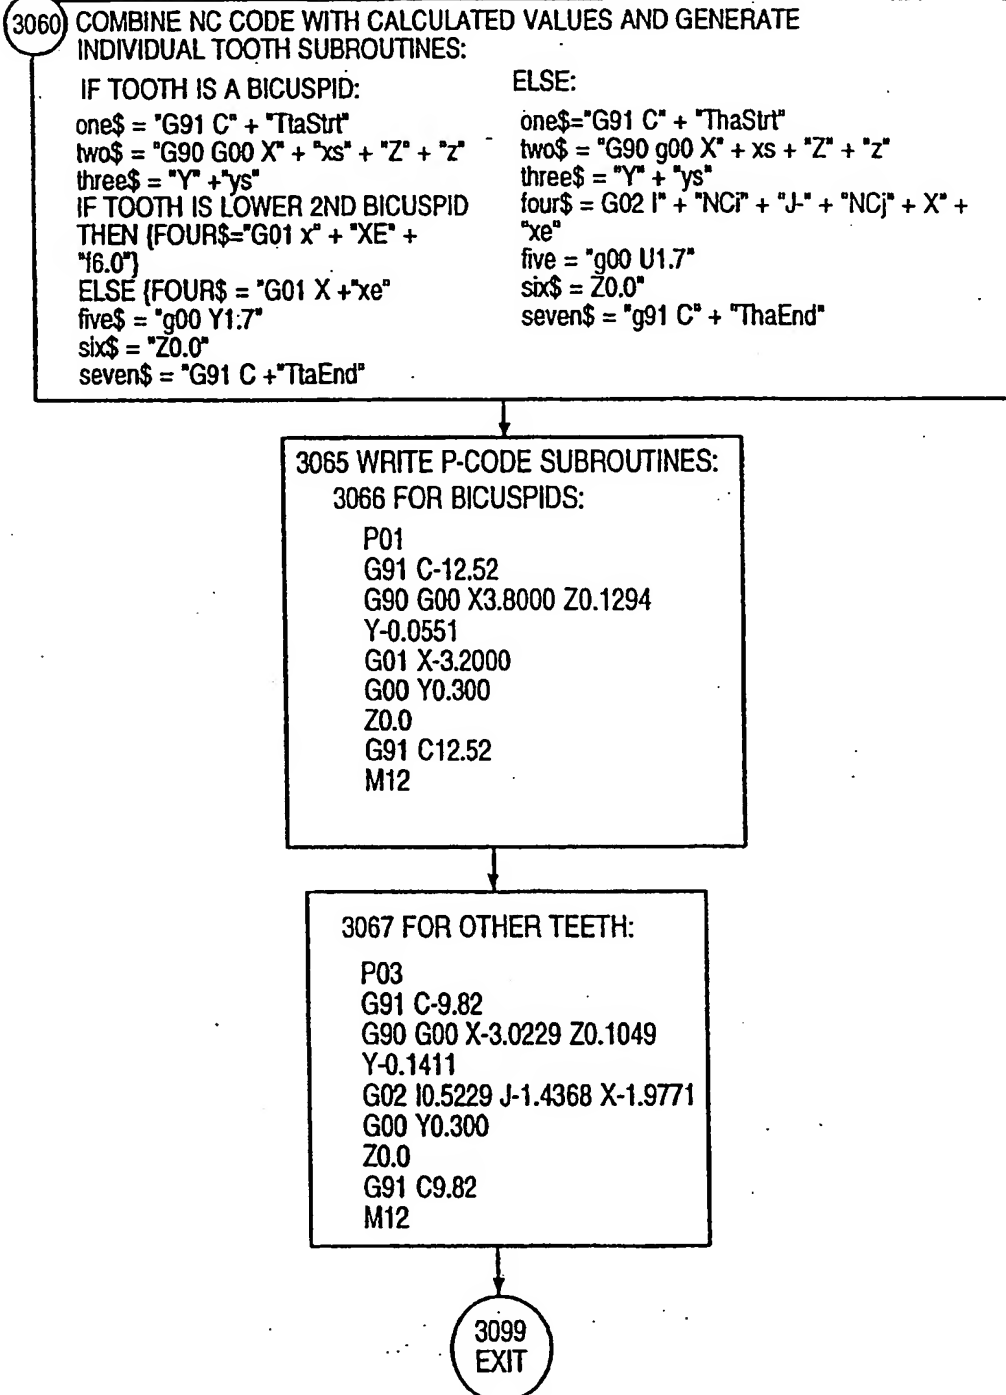 3060 COMBINE NC CODE WITH CALCULATED VALUES AND GENERATE
INDIVIDUAL TOOTH SUBROUTINES:
IF TOOTH IS A BICUSPID:
one$ = "G91 C" + "TtaStrt"
two$ = "G90 G00 X" + "xs" + "Z" + "z"
three$ = "Y" +"ys"
IF TOOTH IS LOWER 2ND BICUSPID
THEN {FOUR$="G01 x" + "XE" +
"f6.0"}
ELSE {FOUR$ = "G01 X +"xe"
five$ = "g00 Y1.7"
six$ = "Z0.0"
seven$ = "G91 C +"TtaEnd"
ELSE:
one$="G91 C" + "ThaStrt"
two$ = "G90 g00 X" + xs + "Z" + "z"
three$ = "Y" + "ys"
four$ = G02 I" + "NCi" + "J-" + "NCj" + X" +
"xe"
five = "g00 U1.7"
six$ = Z0.0"
seven$ = "g91 C" + "ThaEnd"
3065 WRITE P-CODE SUBROUTINES:
3066 FOR BICUSPIDS:
P01
G91 C-12.52
G90 G00 X3.8000 Z0.1294
Y-0.0551
G01 X-3.2000
G00 Y0.300
Z0.0
G91 C12.52
M12
3067 FOR OTHER TEETH:
P03
G91 C-9.82
G90 G00 X-3.0229 Z0.1049
Y-0.1411
G02 I0.5229 J-1.4368 X-1.9771
G00 Y0.300
Z0.0
G91 C9.82
M12
3099
EXIT